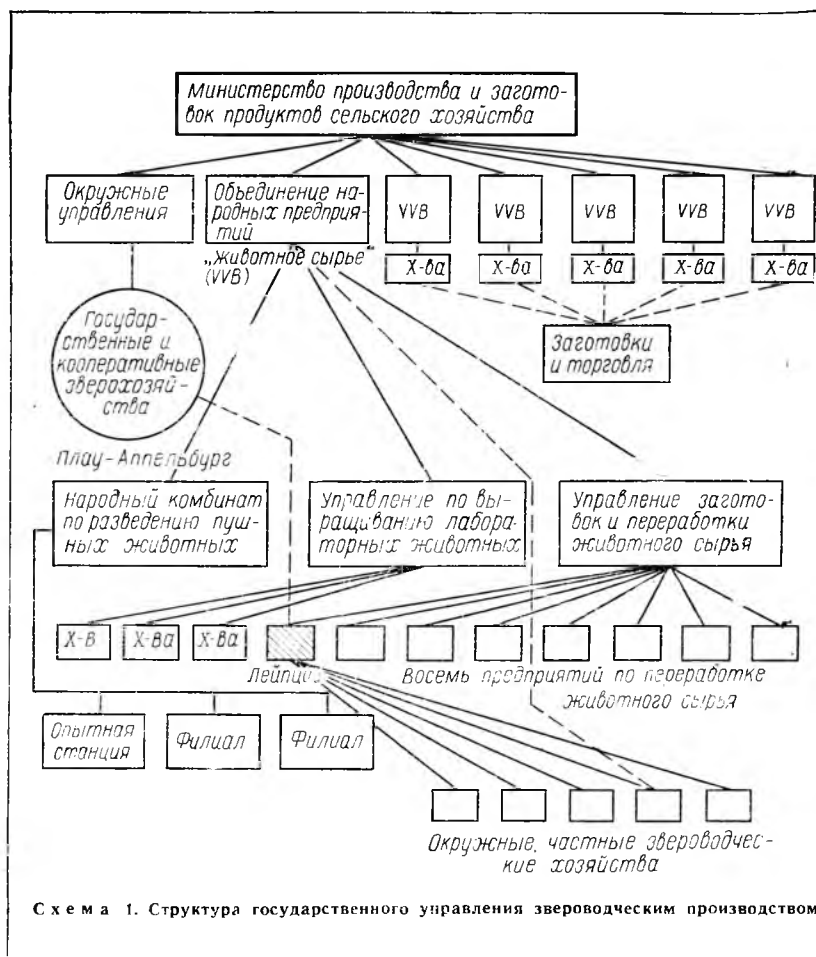 Министерство производства и загото-
вок продуктов сельского хозяйства
Окружные
управления
Объединение на-
родных предприя-
тий
„Животное сырье“
(VVB)
VVB
VVB
VVB
VVB
VVB
Х-ва
Х-ва
Х-ва
Х-ва
Х-ва
Заготовки
и торговля
Государ-
ственные и
кооперативные
зверохозяй-
ства
Плау-Аппельбург
Народный комбинат
по разведению пуш-
ных животных
Управление по вы-
ращиванию лабора-
торных животных
Управление загото-
вок и переработки
животного сырья
Х-в
Х-ва
Х-ва
Лейпциг
Восемь предприятий по переработке
животного сырья
Опытная
станция
Филиал
Филиал
Окружные, частные звероводчес-
кие хозяйства
Схема 1. Структура государственного управления звероводческим производством